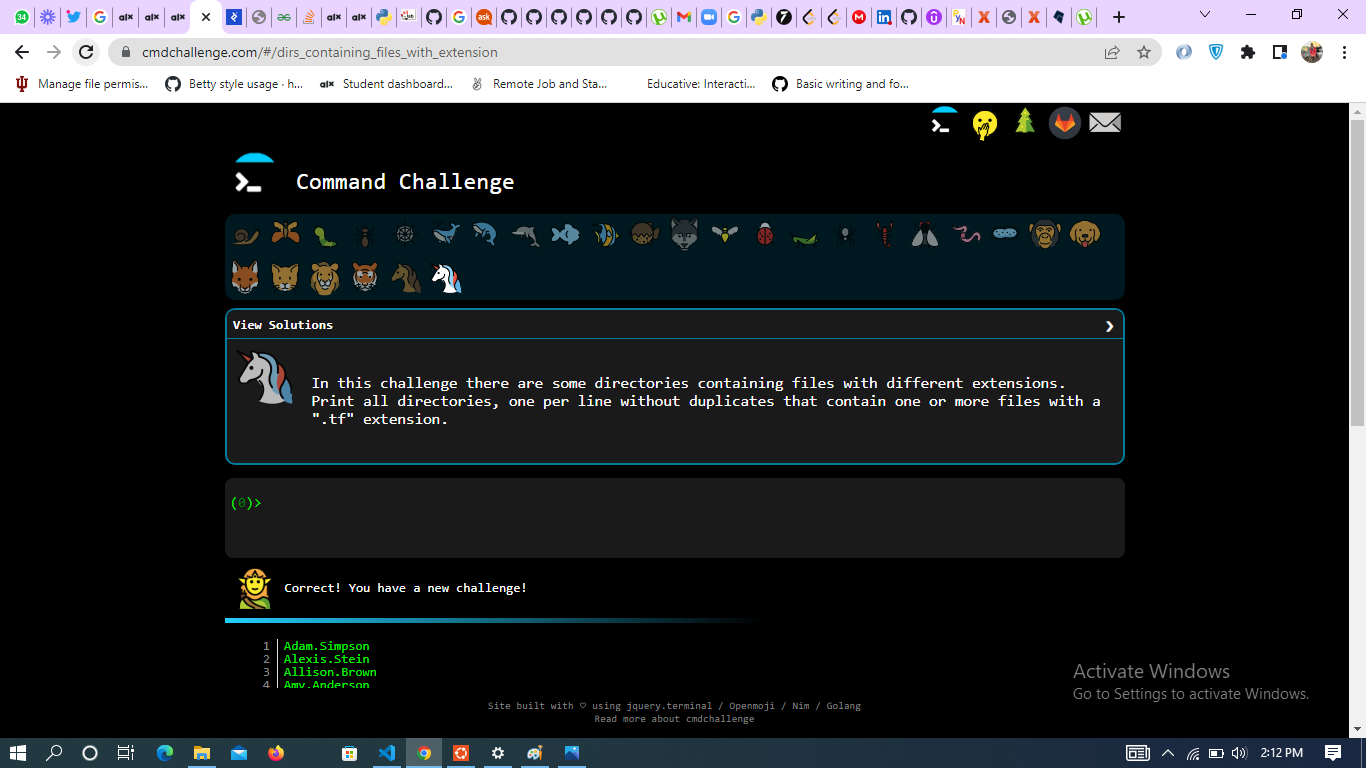 34
cmdchallenge.com/#/dirs_containing_files_with_extension
Manage file permis...
Betty style usage · h...
Student dashboard...
Remote Job and Sta...
Educative: Interacti...
Basic writing and fo...
Command Challenge
View Solutions
In this challenge there are some directories containing files with different extensions.
Print all directories, one per line without duplicates that contain one or more files with a
".tf" extension.
(0)>
Correct! You have a new challenge!
1 Adam.Simpson
2 Alexis.Stein
3 Allison.Brown
4 Amy.Anderson
Activate Windows
Go to Settings to activate Windows.
Site built with ♡ using jquery.terminal / Openmoji / Nim / Golang
Read more about cmdchallenge
2:12 PM